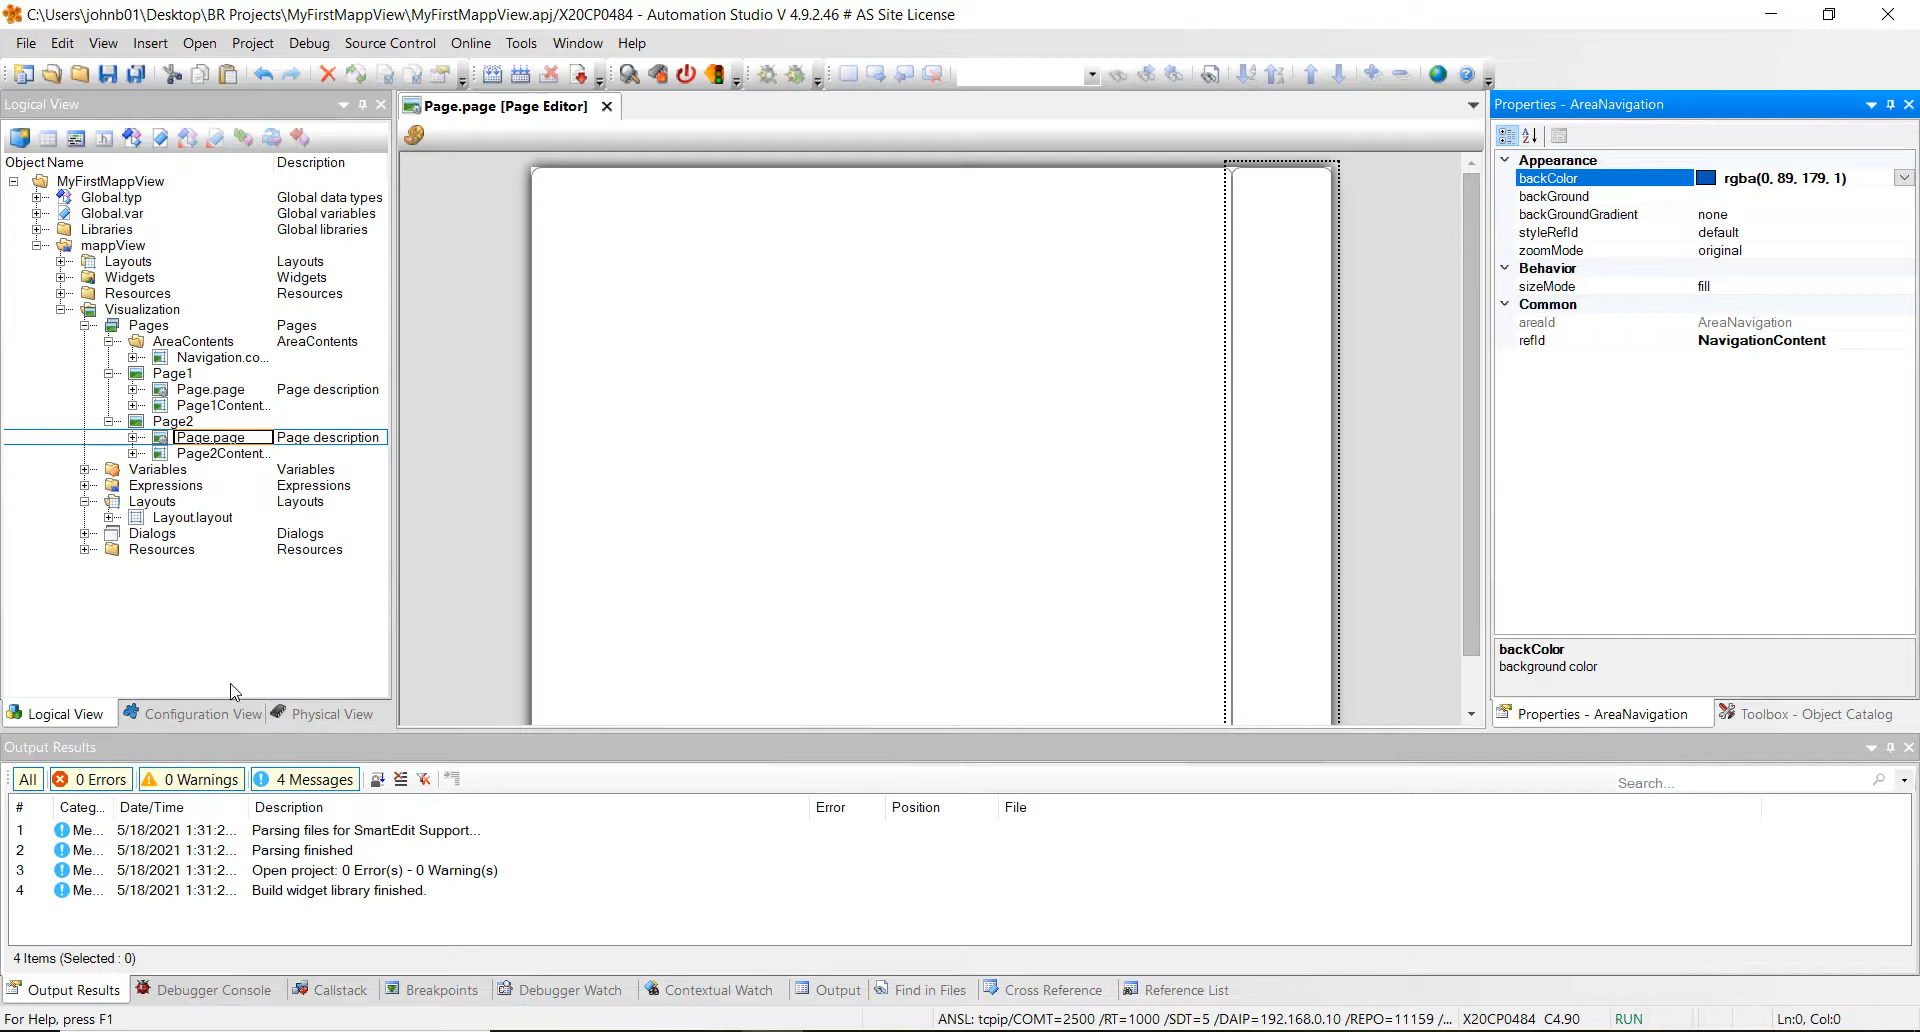 C:\Users\johnb01\Desktop\BR Projects\MyFirstMappView\MyFirstMappView.apj/X20CP0484 - Automation Studio V 4.9.2.46 # AS Site License
File Edit View Insert Open Project Debug Source Control Online Tools Window Help
Logical View
Page.page [Page Editor]
Properties - AreaNavigation
Object Name Description
MyFirstMappView
Global.typ Global data types
Global.var Global variables
Libraries Global libraries
mappView
Layouts Layouts
Widgets Widgets
Resources Resources
Visualization
Pages Pages
AreaContents AreaContents
Navigation.co...
Page1
Page.page Page description
Page1Content...
Page2
Page.page Page description
Page2Content...
Variables Variables
Expressions Expressions
Layouts Layouts
Layout.layout
Dialogs Dialogs
Resources Resources
Logical View Configuration View Physical View
Appearance
backColor rgba(0, 89, 179, 1)
backGround
backGroundGradient none
styleRefId default
zoomMode original
Behavior
sizeMode fill
Common
areaId AreaNavigation
refId NavigationContent
backColor
background color
Properties - AreaNavigation Toolbox - Object Catalog
Output Results
All 0 Errors 0 Warnings 4 Messages Search...
# Categ... Date/Time Description Error Position File
1 Me... 5/18/2021 1:31:2... Parsing files for SmartEdit Support...
2 Me... 5/18/2021 1:31:2... Parsing finished
3 Me... 5/18/2021 1:31:2... Open project: 0 Error(s) - 0 Warning(s)
4 Me... 5/18/2021 1:31:2... Build widget library finished.
4 Items (Selected : 0)
Output Results Debugger Console Callstack Breakpoints Debugger Watch Contextual Watch Output Find in Files Cross Reference Reference List
For Help, press F1 ANSL: tcpip/COMT=2500 /RT=1000 /SDT=5 /DAIP=192.168.0.10 /REPO=11159 /... X20CP0484 C4.90 RUN Ln:0, Col:0